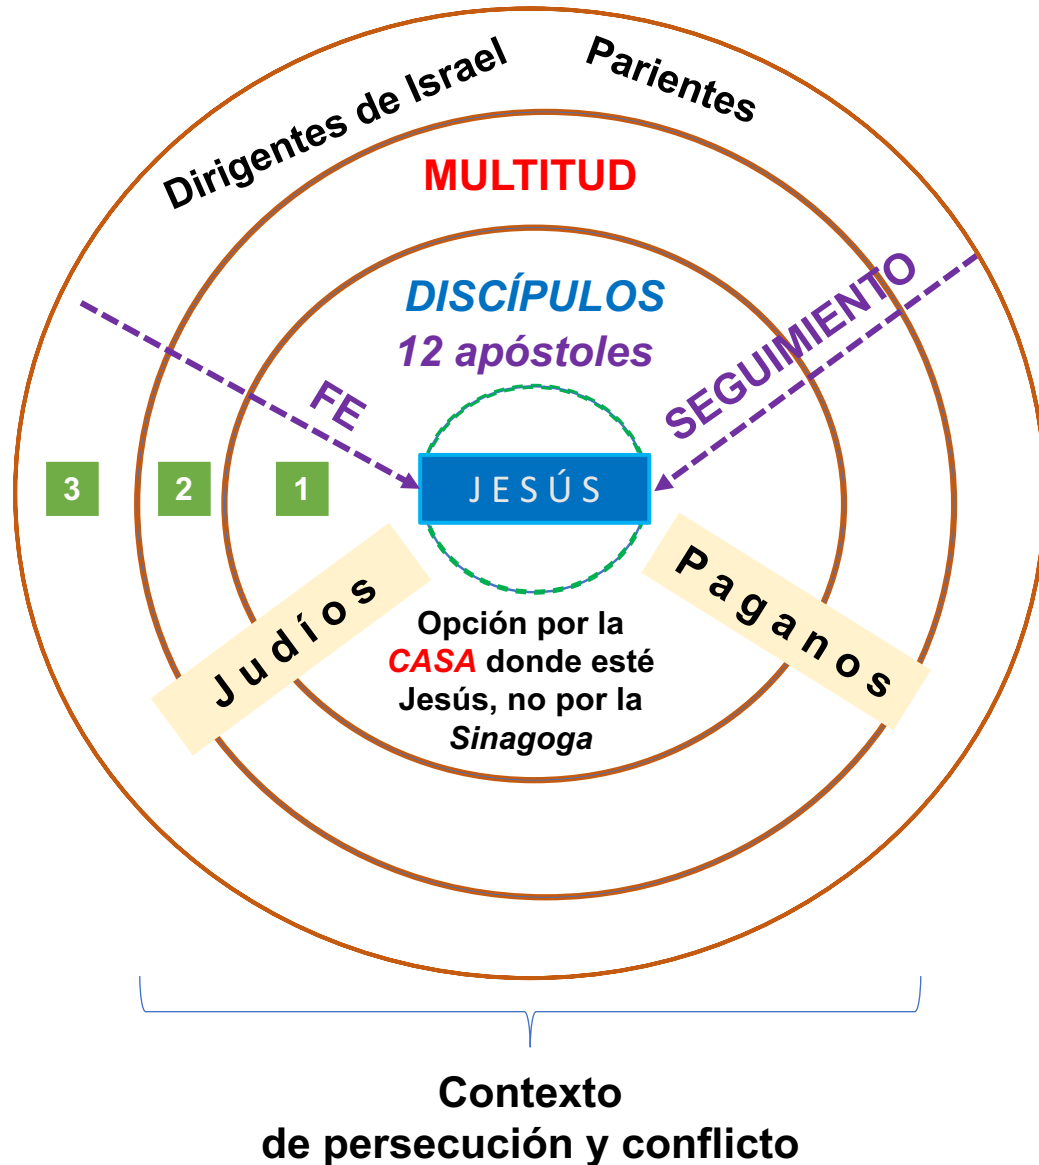 Dirigentes de Israel
Parientes
MULTITUD
DISCÍPULOS
12 apóstoles
FE
SEGUIMIENTO
JESÚS
3
2
1
Judíos
Paganos
Opción por la
CASA donde esté
Jesús, no por la
Sinagoga
Contexto
de persecución y conflicto